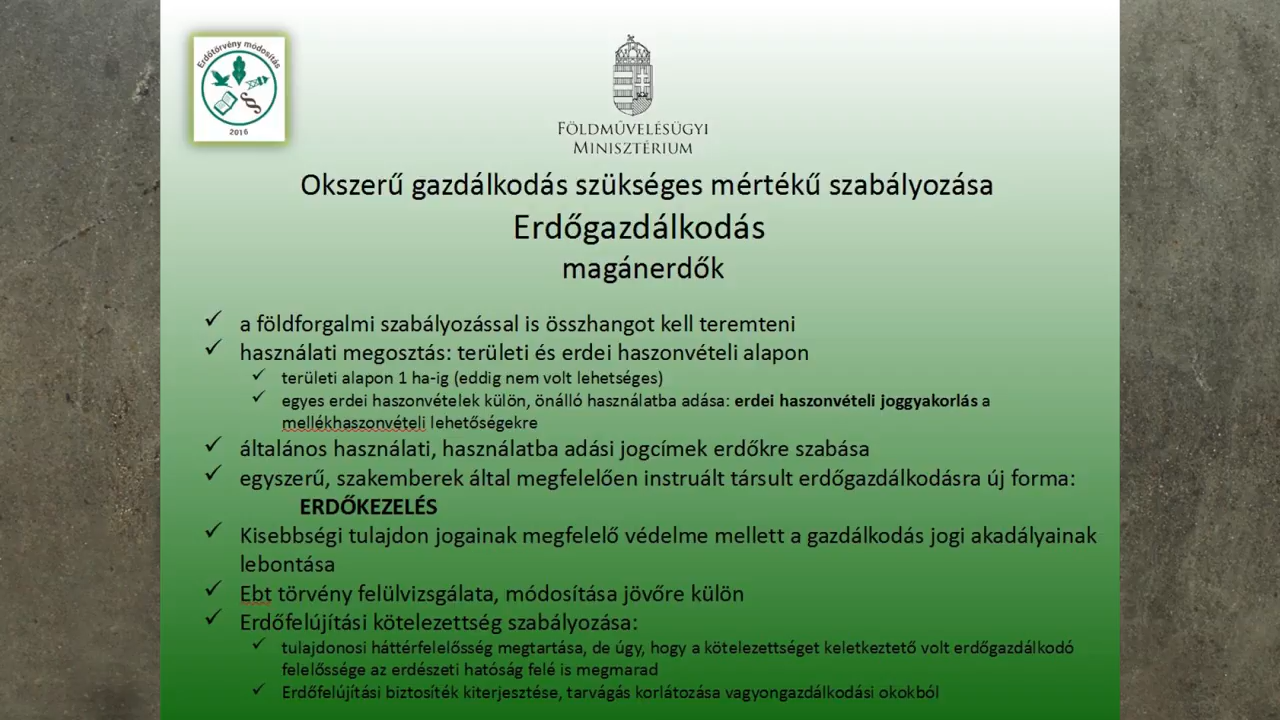 Erdőtörvény módosítás
2016
FÖLDMŰVELÉSÜGYI
MINISZTÉRIUM
Okszerű gazdálkodás szükséges mértékű szabályozása
Erdőgazdálkodás
magánerdők
a földforgalmi szabályozással is összhangot kell teremteni
használati megosztás: területi és erdei haszonvételi alapon
területi alapon 1 ha-ig (eddig nem volt lehetséges)
egyes erdei haszonvételek külön, önálló használatba adása: erdei haszonvételi joggyakorlás a
mellékhaszonvételi lehetőségekre
általános használati, használatba adási jogcímek erdőkre szabása
egyszerű, szakemberek által megfelelően instruált társult erdőgazdálkodásra új forma:
ERDŐKEZELÉS
Kisebbségi tulajdon jogainak megfelelő védelme mellett a gazdálkodás jogi akadályainak
lebontása
Ebt törvény felülvizsgálata, módosítása jövőre külön
Erdőfelújítási kötelezettség szabályozása:
tulajdonosi háttérfelelősség megtartása, de úgy, hogy a kötelezettséget keletkeztető volt erdőgazdálkodó
felelőssége az erdészeti hatóság felé is megmarad
Erdőfelújítási biztosíték kiterjesztése, tarvágás korlátozása vagyongazdálkodási okokból